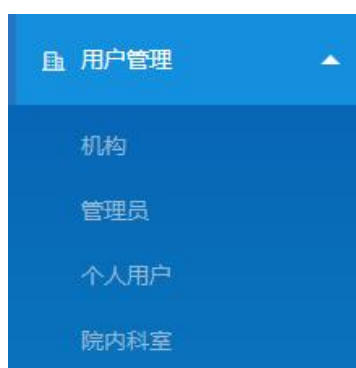 用户管理
机构
管理员
个人用户
院内科室